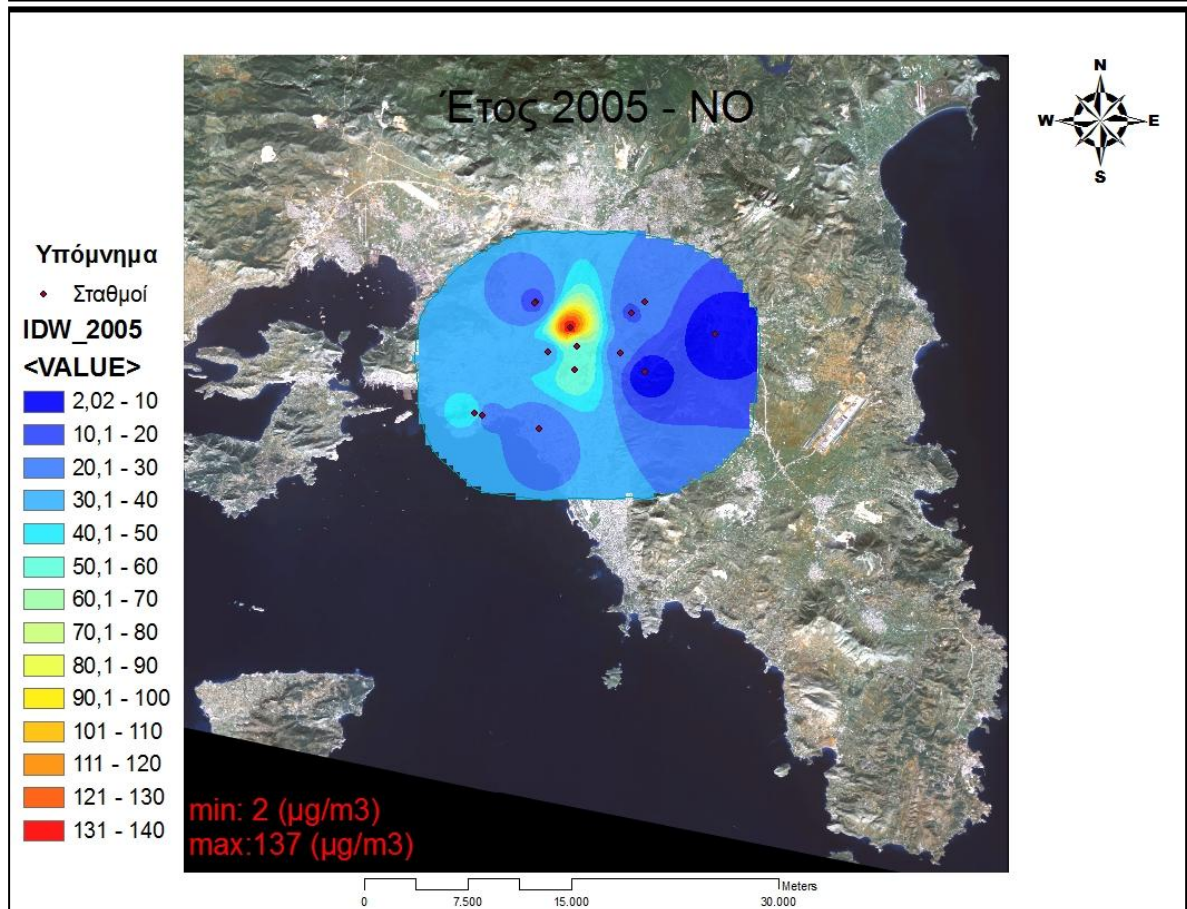 Έτος 2005 - NO
N
W E
S
Υπόμνημα
Σταθμοί
IDW_2005
<VALUE>
2,02 - 10
10,1 - 20
20,1 - 30
30,1 - 40
40,1 - 50
50,1 - 60
60,1 - 70
70,1 - 80
80,1 - 90
90,1 - 100
101 - 110
111 - 120
121 - 130
131 - 140
min: 2 (μg/m3)
max:137 (μg/m3)
Meters
0 7.500 15.000 30.000